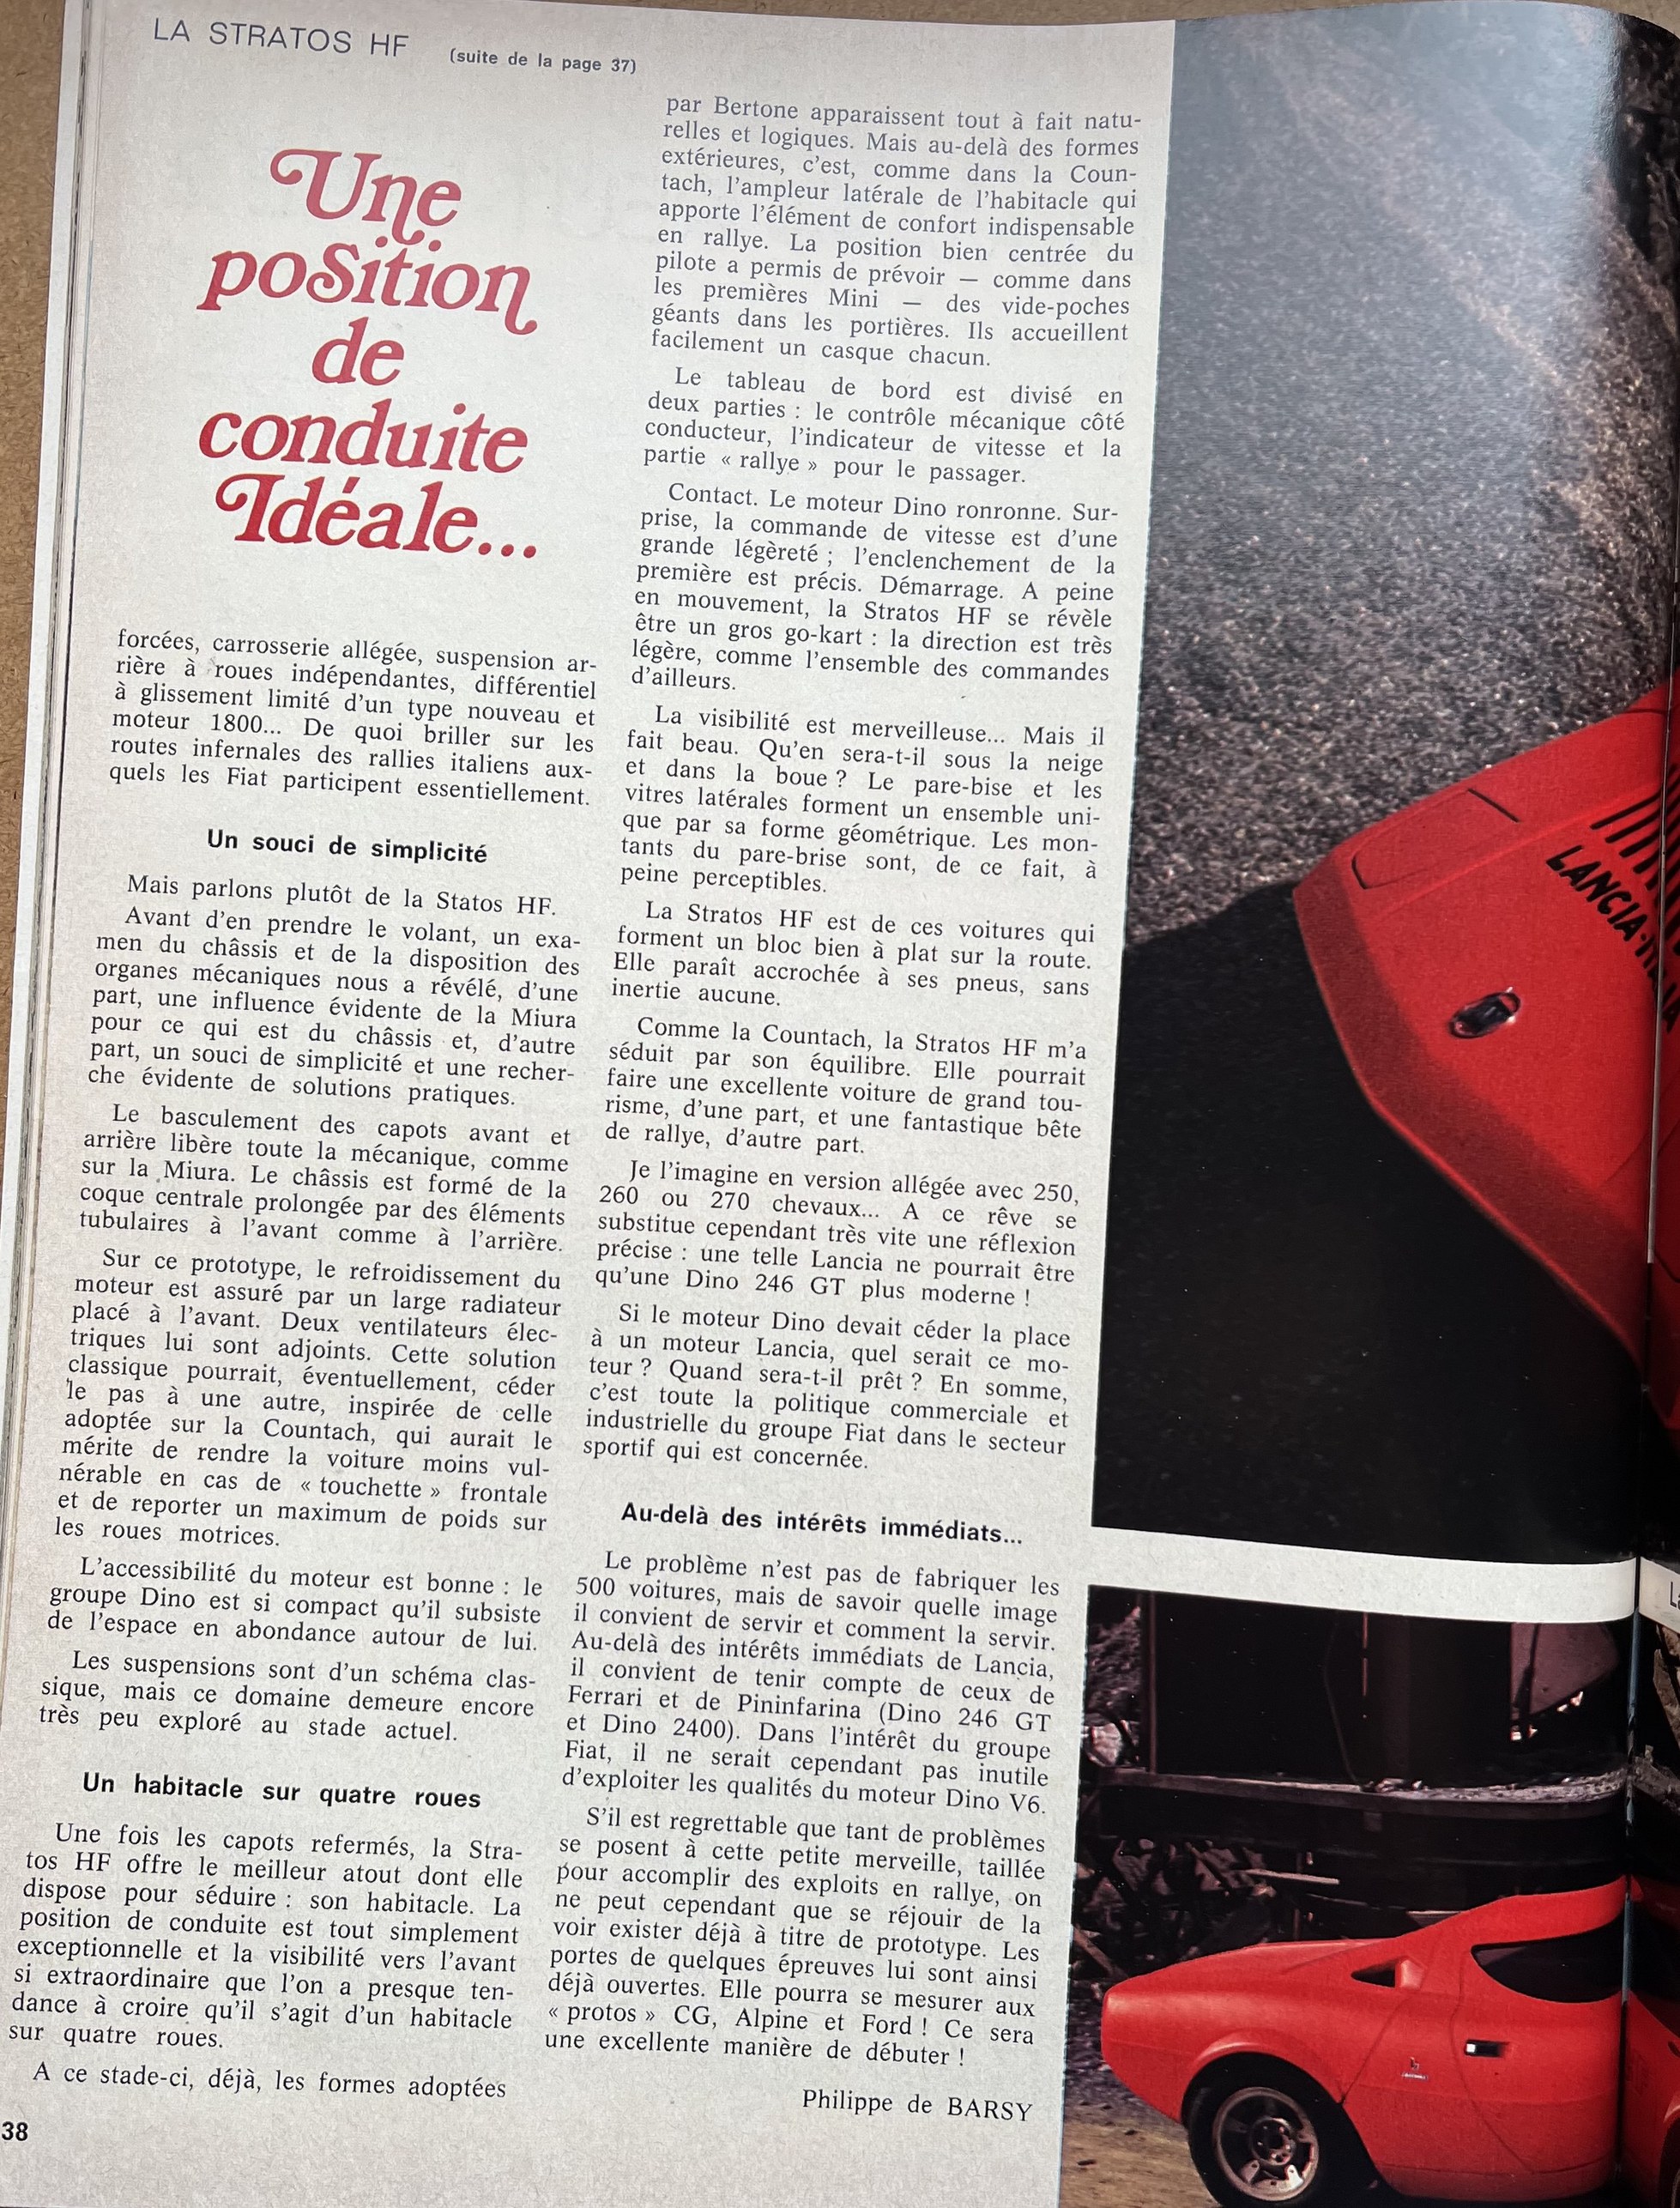 LA STRATOS HF (suite de la page 37)
Une
poSition
de
conduite
Idéale...
forcées, carrosserie allégée, suspension ar-
rière à roues indépendantes, différentiel
à glissement limité d'un type nouveau et
moteur 1800... De quoi briller sur les
routes infernales des rallies italiens aux-
quels les Fiat participent essentiellement.
Un souci de simplicité
Mais parlons plutôt de la Statos HF.
Avant d'en prendre le volant, un exa-
men du châssis et de la disposition des
organes mécaniques nous a révélé, d'une
part, une influence évidente de la Miura
pour ce qui est du châssis et, d'autre
part, un souci de simplicité et une recher-
che évidente de solutions pratiques.
Le basculement des capots avant et
arrière libère toute la mécanique, comme
sur la Miura. Le châssis est formé de la
coque centrale prolongée par des éléments
tubulaires à l'avant comme à l'arrière.
Sur ce prototype, le refroidissement du
moteur est assuré par un large radiateur
placé à l'avant. Deux ventilateurs élec-
triques lui sont adjoints. Cette solution
classique pourrait, éventuellement, céder
le pas à une autre, inspirée de celle
adoptée sur la Countach, qui aurait le
mérite de rendre la voiture moins vul-
nérable en cas de « touchette » frontale
et de reporter un maximum de poids sur
les roues motrices.
L'accessibilité du moteur est bonne : le
groupe Dino est si compact qu'il subsiste
de l'espace en abondance autour de lui.
Les suspensions sont d'un schéma clas-
sique, mais ce domaine demeure encore
très peu exploré au stade actuel.
Un habitacle sur quatre roues
Une fois les capots refermés, la Stra-
tos HF offre le meilleur atout dont elle
dispose pour séduire : son habitacle. La
position de conduite est tout simplement
exceptionnelle et la visibilité vers l'avant
si extraordinaire que l'on a presque ten-
dance à croire qu'il s'agit d'un habitacle
sur quatre roues.
A ce stade-ci, déjà, les formes adoptées
38
par Bertone apparaissent tout à fait natu-
relles et logiques. Mais au-delà des formes
extérieures, c'est, comme dans la Coun-
tach, l'ampleur latérale de l'habitacle qui
apporte l'élément de confort indispensable
en rallye. La position bien centrée du
pilote a permis de prévoir — comme dans
les premières Mini — des vide-poches
géants dans les portières. Ils accueillent
facilement un casque chacun.
Le tableau de bord est divisé en
deux parties : le contrôle mécanique côté
conducteur, l'indicateur de vitesse et la
partie « rallye » pour le passager.
Contact. Le moteur Dino ronronne. Sur-
prise, la commande de vitesse est d'une
grande légèreté ; l'enclenchement de la
première est précis. Démarrage. A peine
en mouvement, la Stratos HF se révèle
être un gros go-kart : la direction est très
légère, comme l'ensemble des commandes
d'ailleurs.
La visibilité est merveilleuse... Mais il
fait beau. Qu'en sera-t-il sous la neige
et dans la boue ? Le pare-bise et les
vitres latérales forment un ensemble uni-
que par sa forme géométrique. Les mon-
tants du pare-brise sont, de ce fait, à
peine perceptibles.
La Stratos HF est de ces voitures qui
forment un bloc bien à plat sur la route.
Elle paraît accrochée à ses pneus, sans
inertie aucune.
Comme la Countach, la Stratos HF m'a
séduit par son équilibre. Elle pourrait
faire une excellente voiture de grand tou-
risme, d'une part, et une fantastique bête
de rallye, d'autre part.
Je l'imagine en version allégée avec 250,
260 ou 270 chevaux... A ce rêve se
substitue cependant très vite une réflexion
précise : une telle Lancia ne pourrait être
qu'une Dino 246 GT plus moderne !
Si le moteur Dino devait céder la place
à un moteur Lancia, quel serait ce mo-
teur ? Quand sera-t-il prêt ? En somme,
c'est toute la politique commerciale et
industrielle du groupe Fiat dans le secteur
sportif qui est concernée.
Au-delà des intérêts immédiats...
Le problème n'est pas de fabriquer les
500 voitures, mais de savoir quelle image
il convient de servir et comment la servir.
Au-delà des intérêts immédiats de Lancia,
il convient de tenir compte de ceux de
Ferrari et de Pininfarina (Dino 246 GT
et Dino 2400). Dans l'intérêt du groupe
Fiat, il ne serait cependant pas inutile
d'exploiter les qualités du moteur Dino V6.
S'il est regrettable que tant de problèmes
se posent à cette petite merveille, taillée
pour accomplir des exploits en rallye, on
ne peut cependant que se réjouir de la
voir exister déjà à titre de prototype. Les
portes de quelques épreuves lui sont ainsi
déjà ouvertes. Elle pourra se mesurer aux
« protos » CG, Alpine et Ford ! Ce sera
une excellente manière de débuter !
Philippe de BARSY
LANCIA